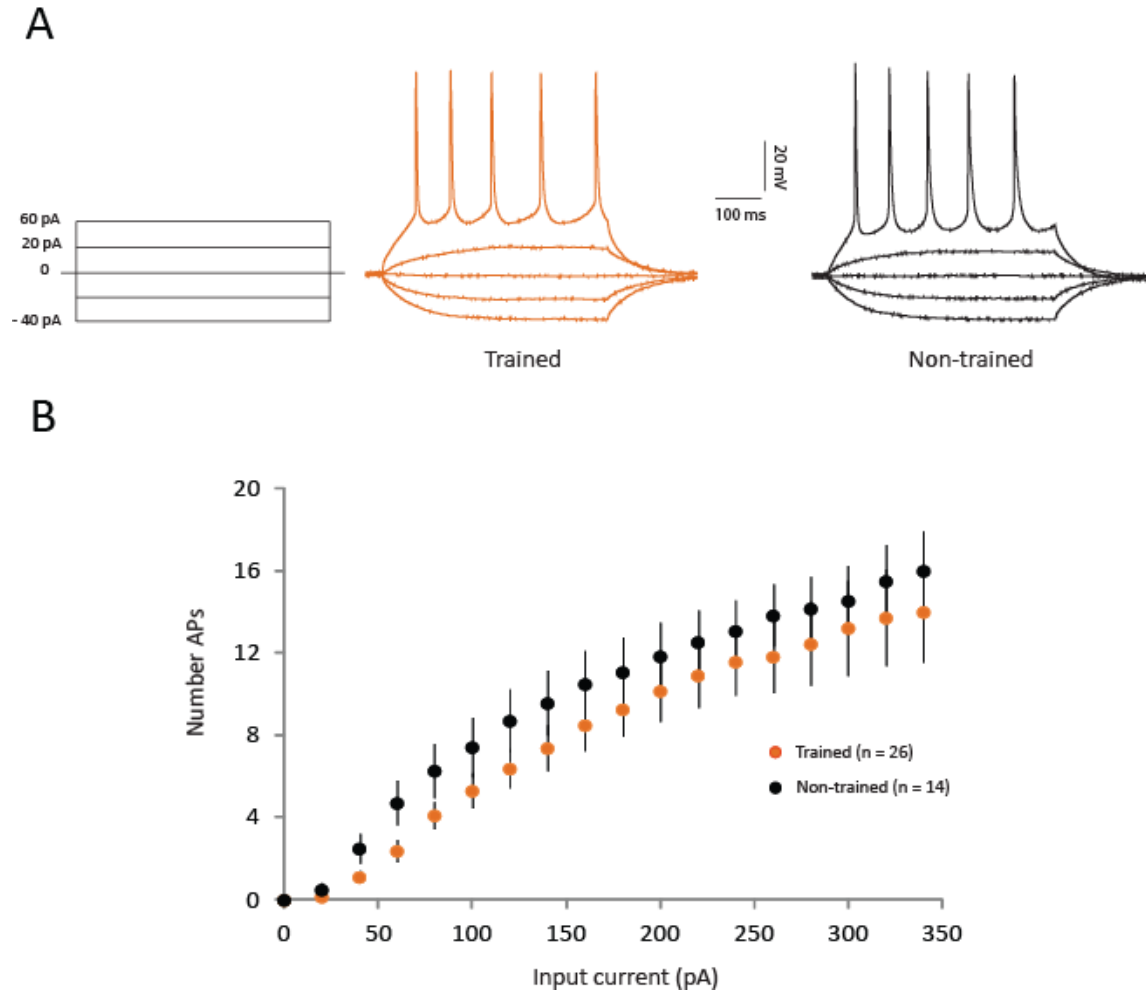 A
60 pA
20 pA
0
- 40 pA
20 mV
100 ms
Trained
Non-trained
B
20
16
12
8
4
0
Number APs
Trained (n = 26)
Non-trained (n = 14)
0 50 100 150 200 250 300 350
Input current (pA)